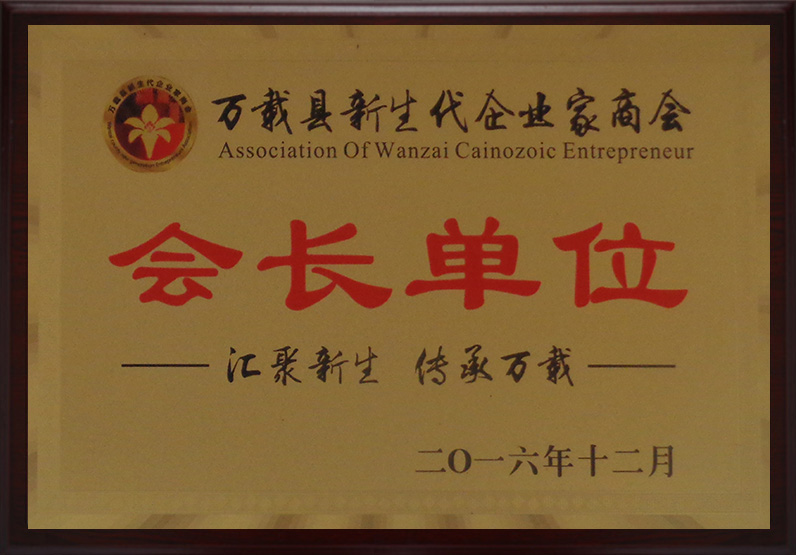 万载县新生代企业家商会
Association Of Wanzai Cainozoic Entrepreneur
会长单位
汇聚新生 传承万载
二〇一六年十二月